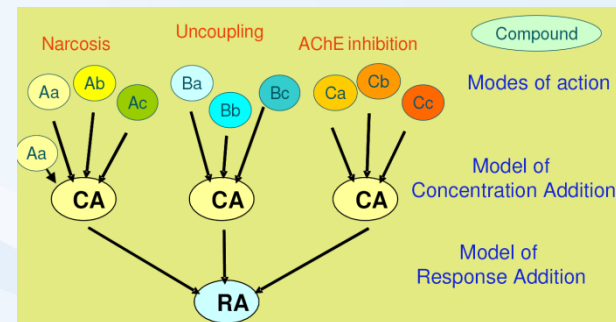 Narcosis
Uncoupling
AChE inhibition
Compound
Aa
Ab
Ac
Ba
Bb
Bc
Ca
Cb
Cc
Modes of action
Aa
CA
CA
CA
Model of
Concentration Addition
Model of
Response Addition
RA